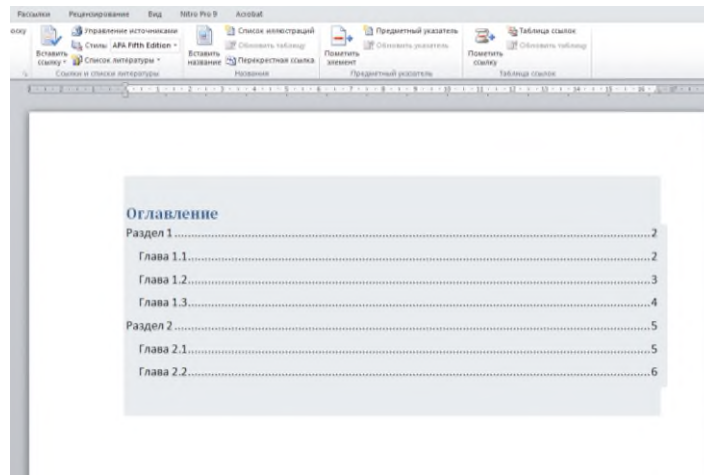 Рассылки Рецензирование Вид Nitro Pro 9 Acrobat
Вставить ссылку
Управление источниками
Стиль: APA Fifth Edition
Список литературы
Ссылки и списки литературы
Вставить название
Список иллюстраций
Обновить таблицу
Перекрестная ссылка
Названия
Пометить элемент
Предметный указатель
Обновить указатель
Предметный указатель
Пометить ссылку
Таблица ссылок
Обновить таблицу
Таблица ссылок
Оглавление
Раздел 1 ... 2
Глава 1.1 ... 2
Глава 1.2 ... 3
Глава 1.3 ... 4
Раздел 2 ... 5
Глава 2.1 ... 5
Глава 2.2 ... 6